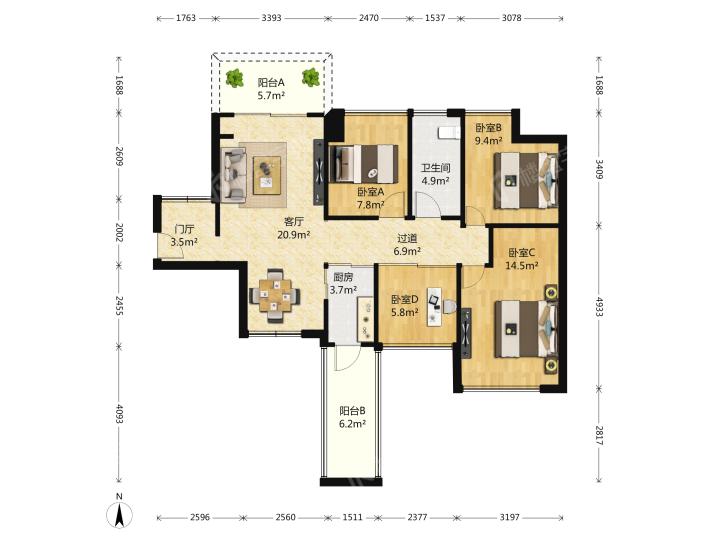 1763 3393 2470 1537 3078
阳台A
5.7m²
1688
1688
卧室B
9.4m²
2609
3409
卫生间
4.9m²
卧室A
7.8m²
门厅
3.5m²
客厅
20.9m²
2002
过道
6.9m²
卧室C
14.5m²
厨房
3.7m²
2455
卧室D
5.8m²
4933
阳台B
6.2m²
4093
2817
N
2596 2560 1511 2377 3197